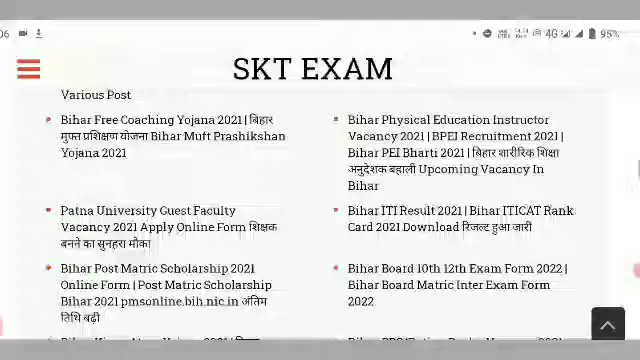 06
4G
95%
SKT EXAM
Various Post
Bihar Free Coaching Yojana 2021 | बिहार
मुफ्त प्रशिक्षण योजना Bihar Muft Prashikshan
Yojana 2021
Bihar Physical Education Instructor
Vacancy 2021 | BPEI Recruitment 2021 |
Bihar PEI Bharti 2021 | बिहार शारीरिक शिक्षा
अनुदेशक बहाली Upcoming Vacancy In
Bihar
Patna University Guest Faculty
Vacancy 2021 Apply Online Form शिक्षक
बनने का सुनहरा मौका
Bihar ITI Result 2021 | Bihar ITICAT Rank
Card 2021 Download रिजल्ट हुआ जारी
Bihar Post Matric Scholarship 2021
Online Form | Post Matric Scholarship
Bihar 2021 pmsonline.bih.nic.in अंतिम
तिथि बढ़ी
Bihar Board 10th 12th Exam Form 2022 |
Bihar Board Matric Inter Exam Form
2022